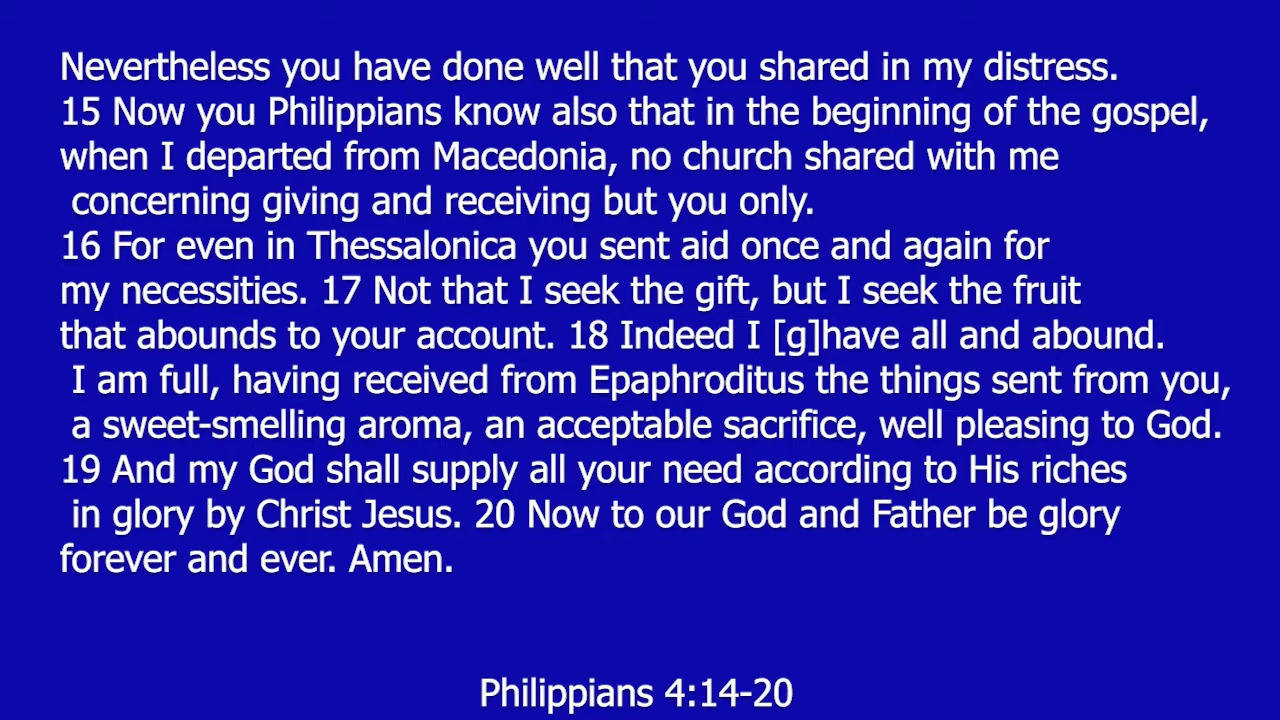 Nevertheless you have done well that you shared in my distress.
15 Now you Philippians know also that in the beginning of the gospel,
when I departed from Macedonia, no church shared with me
concerning giving and receiving but you only.
16 For even in Thessalonica you sent aid once and again for
my necessities. 17 Not that I seek the gift, but I seek the fruit
that abounds to your account. 18 Indeed I [g]have all and abound.
I am full, having received from Epaphroditus the things sent from you,
a sweet-smelling aroma, an acceptable sacrifice, well pleasing to God.
19 And my God shall supply all your need according to His riches
in glory by Christ Jesus. 20 Now to our God and Father be glory
forever and ever. Amen.
Philippians 4:14-20